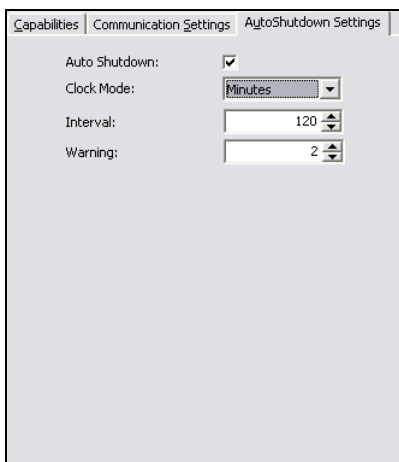 Capabilities Communication Settings AutoShutdown Settings
Auto Shutdown:
Clock Mode: Minutes
Interval: 120
Warning: 2